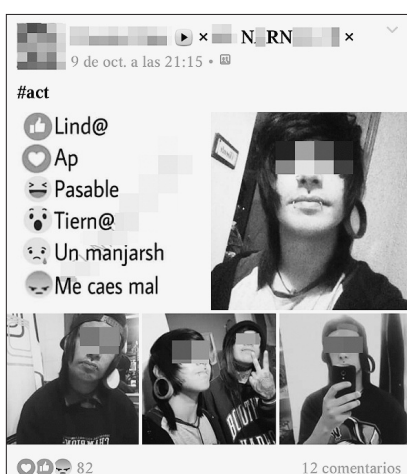 9 de oct. a las 21:15
#act
Lind@
Ap
Pasable
Tiern@
Un manjarsh
Me caes mal
82
12 comentarios